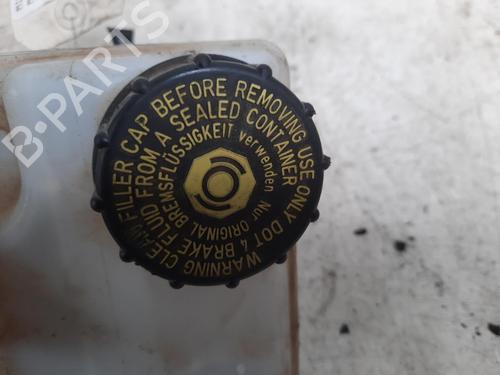 WARNING CLEAN FILLER CAP BEFORE REMOVING USE ONLY DOT 4 BRAKE FLUID FROM A SEALED CONTAINER
Nur ORIGINAL BREMSFLÜSSIGKEIT verwenden
B-PARTS